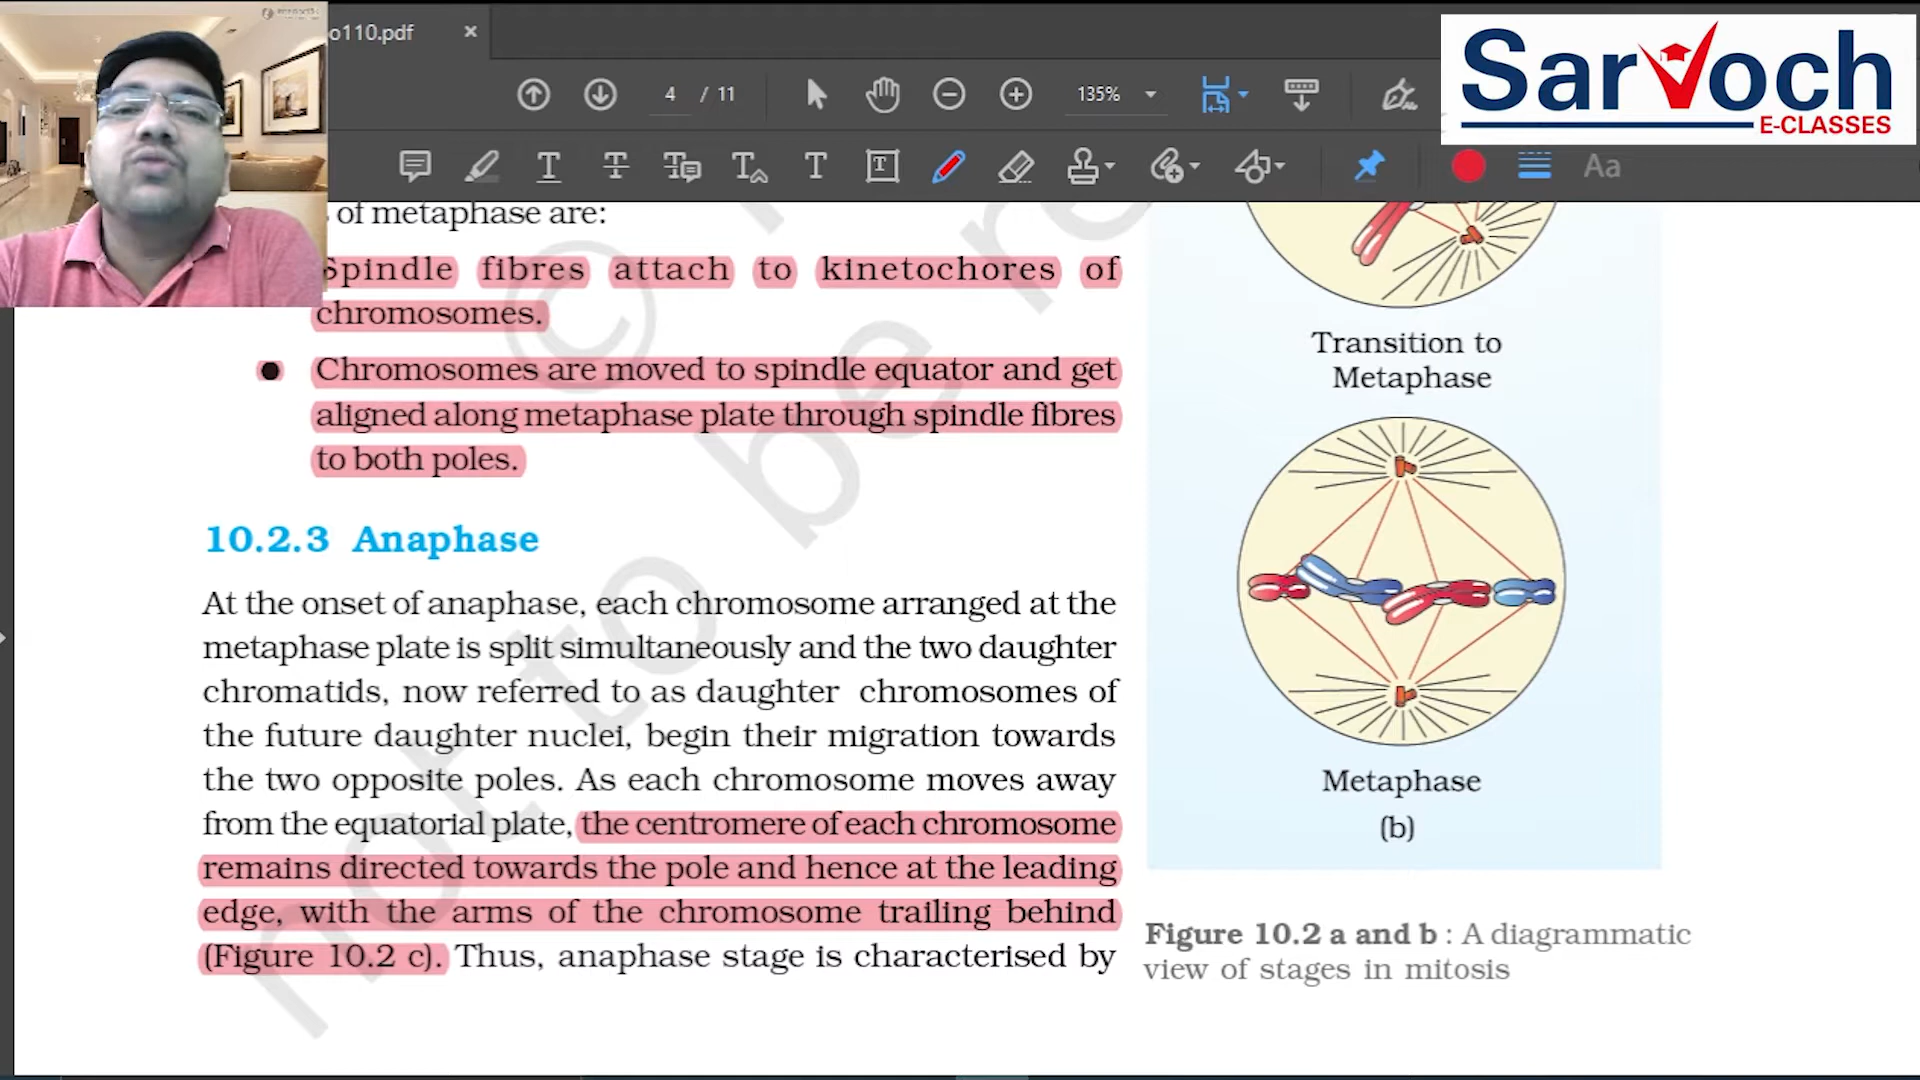 o110.pdf
×
4 / 11
135%
Aa
Sarvoch
E-CLASSES
of metaphase are:
Spindle fibres attach to kinetochores of
chromosomes.
● Chromosomes are moved to spindle equator and get
aligned along metaphase plate through spindle fibres
to both poles.
10.2.3 Anaphase
At the onset of anaphase, each chromosome arranged at the
metaphase plate is split simultaneously and the two daughter
chromatids, now referred to as daughter chromosomes of
the future daughter nuclei, begin their migration towards
the two opposite poles. As each chromosome moves away
from the equatorial plate, the centromere of each chromosome
remains directed towards the pole and hence at the leading
edge, with the arms of the chromosome trailing behind
(Figure 10.2 c). Thus, anaphase stage is characterised by
Transition to
Metaphase
Metaphase
(b)
Figure 10.2 a and b : A diagrammatic
view of stages in mitosis
not to be re
©